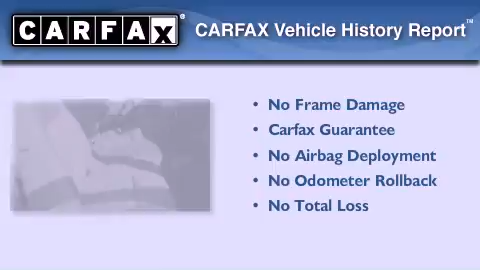 CARFAX® CARFAX Vehicle History Report™
• No Frame Damage
• Carfax Guarantee
• No Airbag Deployment
• No Odometer Rollback
• No Total Loss